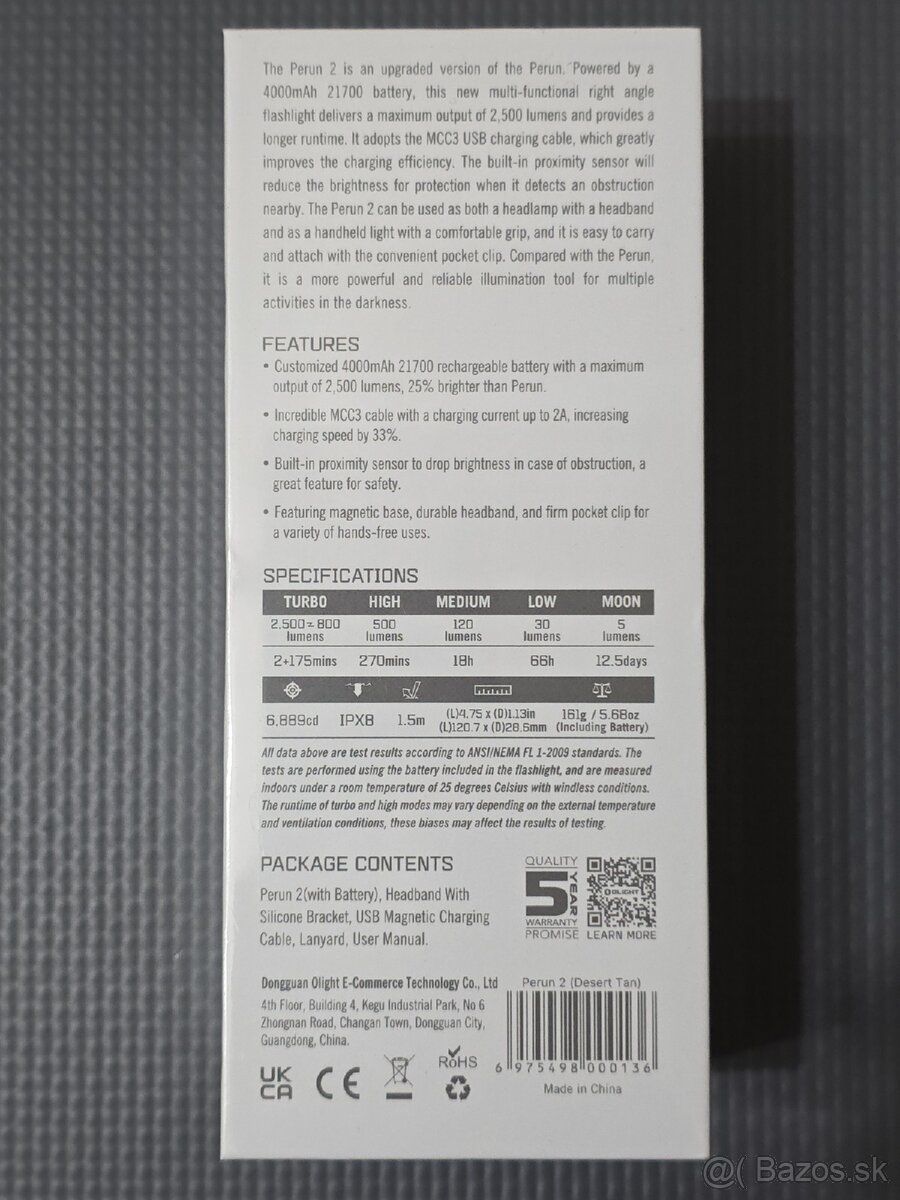 The Perun 2 is an upgraded version of the Perun. Powered by a
4000mAh 21700 battery, this new multi-functional right angle
flashlight delivers a maximum output of 2,500 lumens and provides a
longer runtime. It adopts the MCC3 USB charging cable, which greatly
improves the charging efficiency. The built-in proximity sensor will
reduce the brightness for protection when it detects an obstruction
nearby. The Perun 2 can be used as both a headlamp with a headband
and as a handheld light with a comfortable grip, and it is easy to carry
and attach with the convenient pocket clip. Compared with the Perun,
it is a more powerful and reliable illumination tool for multiple
activities in the darkness.
FEATURES
• Customized 4000mAh 21700 rechargeable battery with a maximum
output of 2,500 lumens, 25% brighter than Perun.
• Incredible MCC3 cable with a charging current up to 2A, increasing
charging speed by 33%.
• Built-in proximity sensor to drop brightness in case of obstruction, a
great feature for safety.
• Featuring magnetic base, durable headband, and firm pocket clip for
a variety of hands-free uses.
SPECIFICATIONS
TURBO HIGH MEDIUM LOW MOON
2,500~800 lumens 500 lumens 120 lumens 30 lumens 5 lumens
2+175mins 270mins 18h 66h 12.5days
6,889cd IPX8 1.5m (L)4.75 x (D)1.13in 161g / 5.68oz
(L)120.7 x (D)28.6mm (Including Battery)
All data above are test results according to ANSI/NEMA FL 1-2009 standards. The
tests are performed using the battery included in the flashlight, and are measured
indoors under a room temperature of 25 degrees Celsius with windless conditions.
The runtime of turbo and high modes may vary depending on the external temperature
and ventilation conditions, these biases may affect the results of testing.
PACKAGE CONTENTS
Perun 2(with Battery), Headband With
Silicone Bracket, USB Magnetic Charging
Cable, Lanyard, User Manual.
QUALITY
5 YEAR
WARRANTY
PROMISE
OLIGHT
LEARN MORE
Dongguan Olight E-Commerce Technology Co., Ltd
4th Floor, Building 4, Kegu Industrial Park, No 6
Zhongnan Road, Changan Town, Dongguan City,
Guangdong, China.
Perun 2 (Desert Tan)
6 975498 000136
Made in China
UK
CA
CE
RoHS
@( Bazos.sk